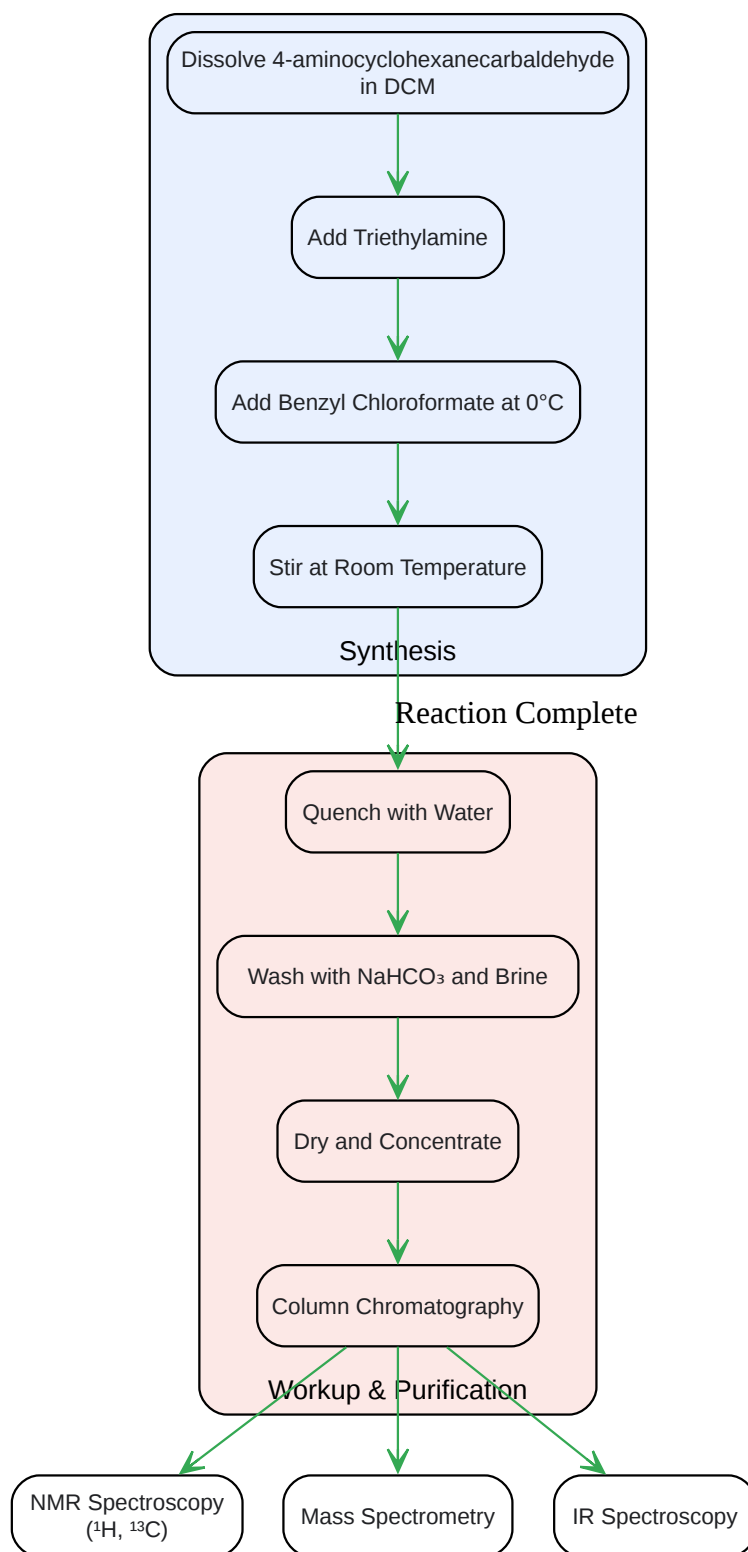 Dissolve 4-aminocyclohexanecarbaldehyde
in DCM
Add Triethylamine
Add Benzyl Chloroformate at 0°C
Stir at Room Temperature
Synthesis
Reaction Complete
Quench with Water
Wash with NaHCO₃ and Brine
Dry and Concentrate
Column Chromatography
Workup & Purification
NMR Spectroscopy
(¹H, ¹³C)
Mass Spectrometry
IR Spectroscopy